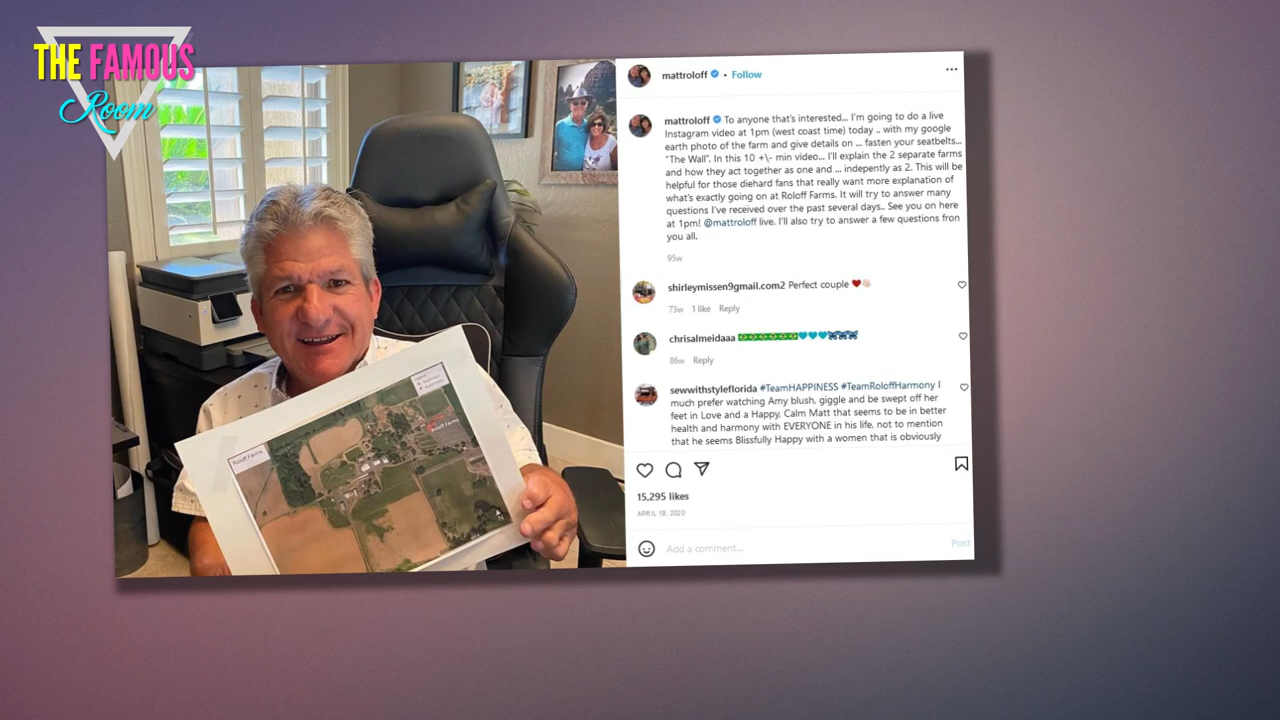 THE FAMOUS
Room
mattroloff • Follow
mattroloff To anyone that's interested... I'm going to do a live
Instagram video at 1pm (west coast time) today .. with my google
earth photo of the farm and give details on ... fasten your seatbelts...
"The Wall". In this 10 +\- min video... I'll explain the 2 separate farms
and how they act together as one and ... indepently as 2. This will be
helpful for those diehard fans that really want more explanation of
what's exactly going on at Roloff Farms. It will try to answer many
questions I've received over the past several days.. See you on here
at 1pm! @mattroloff live. I'll also try to answer a few questions fron
you all.
95w
shirleymissen9gmail.com2 Perfect couple ❤️
73w 1 like Reply
chrisalmeidaaa
86w Reply
sewwithstyleflorida #TeamHAPPINESS #TeamRoloffHarmony I
much prefer watching Amy blush, giggle and be swept off her
feet in Love and a Happy, Calm Matt that seems to be in better
health and harmony with EVERYONE in his life, not to mention
that he seems Blissfully Happy with a women that is obviously
15,295 likes
APRIL 19, 2020
Add a comment...
Post
Roloff Farms
Roloff Farms
N